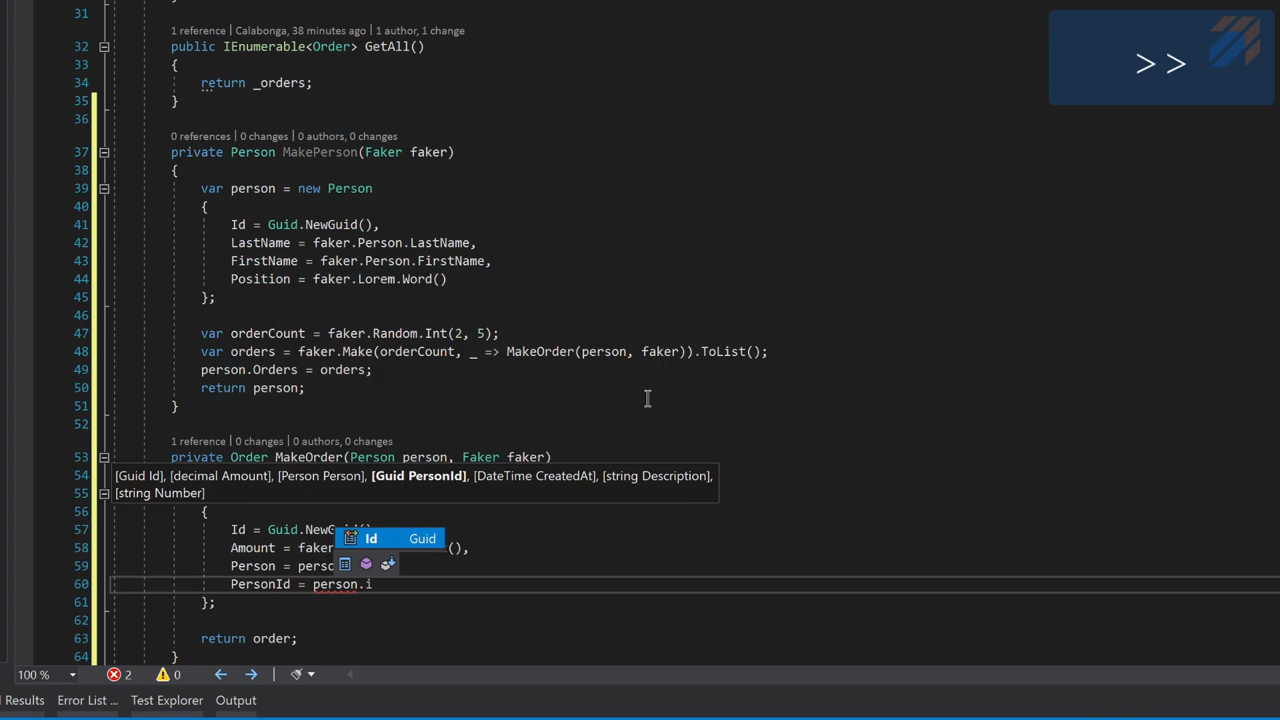 31
1 reference | Calabonga, 38 minutes ago | 1 author, 1 change
32 public IEnumerable<Order> GetAll()
33 {
34 return _orders;
35 }
36
0 references | 0 changes | 0 authors, 0 changes
37 private Person MakePerson(Faker faker)
38 {
39 var person = new Person
40 {
41 Id = Guid.NewGuid(),
42 LastName = faker.Person.LastName,
43 FirstName = faker.Person.FirstName,
44 Position = faker.Lorem.Word()
45 };
46
47 var orderCount = faker.Random.Int(2, 5);
48 var orders = faker.Make(orderCount, _ => MakeOrder(person, faker)).ToList();
49 person.Orders = orders;
50 return person;
51 }
52
1 reference | 0 changes | 0 authors, 0 changes
53 private Order MakeOrder(Person person, Faker faker)
54 [Guid Id], [decimal Amount], [Person Person], [Guid PersonId], [DateTime CreatedAt], [string Description],
55 [string Number]
56 {
57 Id = Guid.NewGuid()
Id Guid
58 Amount = faker (),
59 Person = perso
60 PersonId = person.i
61 };
62
63 return order;
64 }
100 % 2 0
Results Error List ... Test Explorer Output
>>